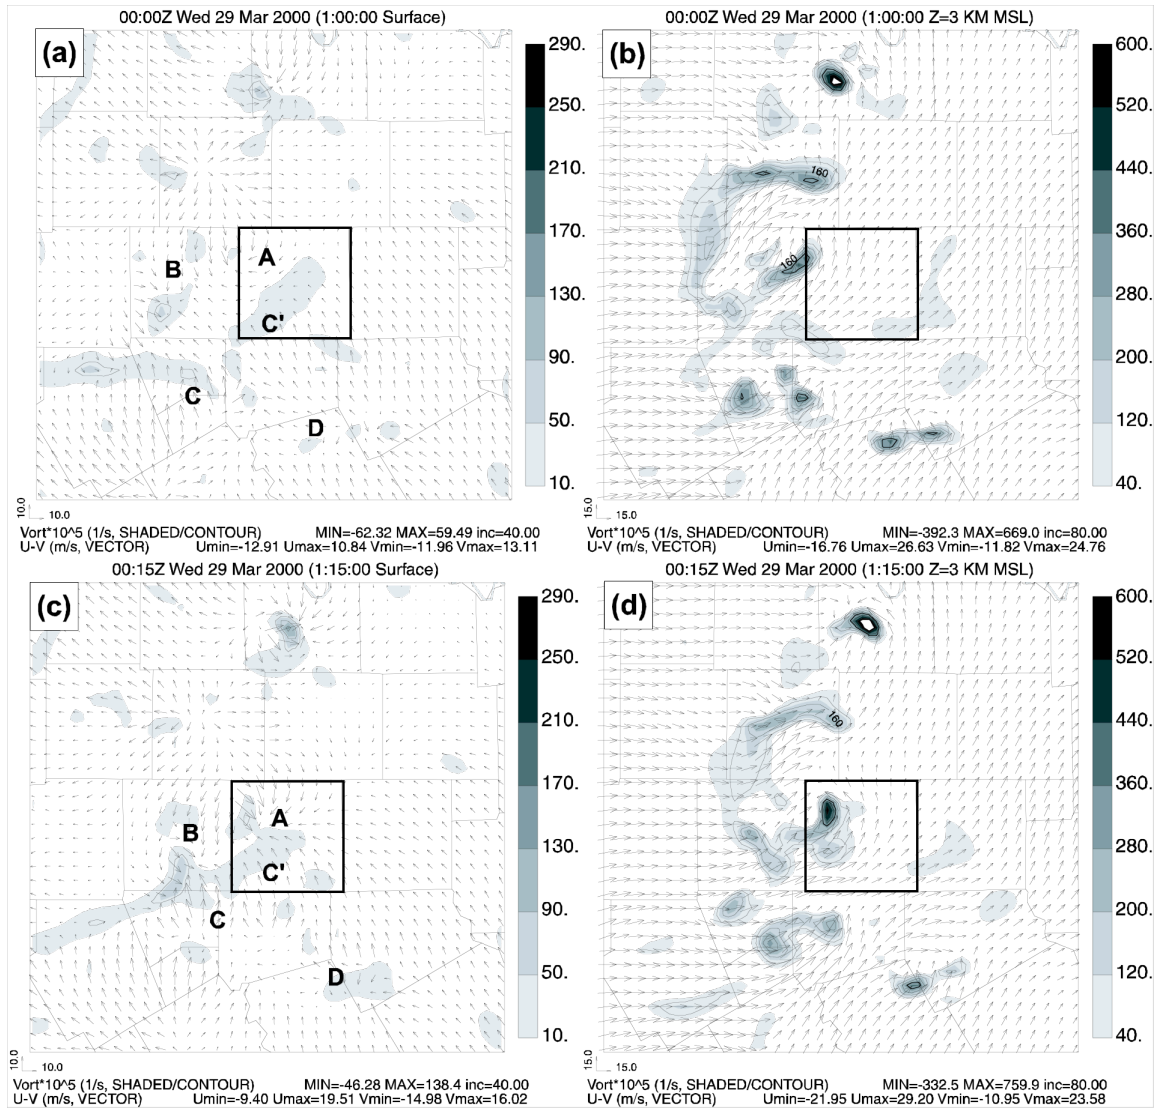 00:00Z Wed 29 Mar 2000 (1:00:00 Surface)
(a)
290.
250.
210.
170.
130.
90.
50.
10.
A
B
C'
C
D
10.0
10.0
Vort*10^5 (1/s, SHADED/CONTOUR) MIN=-62.32 MAX=59.49 inc=40.00
U-V (m/s, VECTOR) Umin=-12.91 Umax=10.84 Vmin=-11.96 Vmax=13.11
00:00Z Wed 29 Mar 2000 (1:00:00 Z=3 KM MSL)
(b)
600.
520.
440.
360.
280.
200.
120.
40.
160
160
15.0
15.0
Vort*10^5 (1/s, SHADED/CONTOUR) MIN=-392.3 MAX=669.0 inc=80.00
U-V (m/s, VECTOR) Umin=-16.76 Umax=26.63 Vmin=-11.82 Vmax=24.76
00:15Z Wed 29 Mar 2000 (1:15:00 Surface)
(c)
290.
250.
210.
170.
130.
90.
50.
10.
A
B
C'
C
D
10.0
10.0
Vort*10^5 (1/s, SHADED/CONTOUR) MIN=-46.28 MAX=138.4 inc=40.00
U-V (m/s, VECTOR) Umin=-9.40 Umax=19.51 Vmin=-14.98 Vmax=16.02
00:15Z Wed 29 Mar 2000 (1:15:00 Z=3 KM MSL)
(d)
600.
520.
440.
360.
280.
200.
120.
40.
160
15.0
15.0
Vort*10^5 (1/s, SHADED/CONTOUR) MIN=-332.5 MAX=759.9 inc=80.00
U-V (m/s, VECTOR) Umin=-21.95 Umax=29.20 Vmin=-10.95 Vmax=23.58